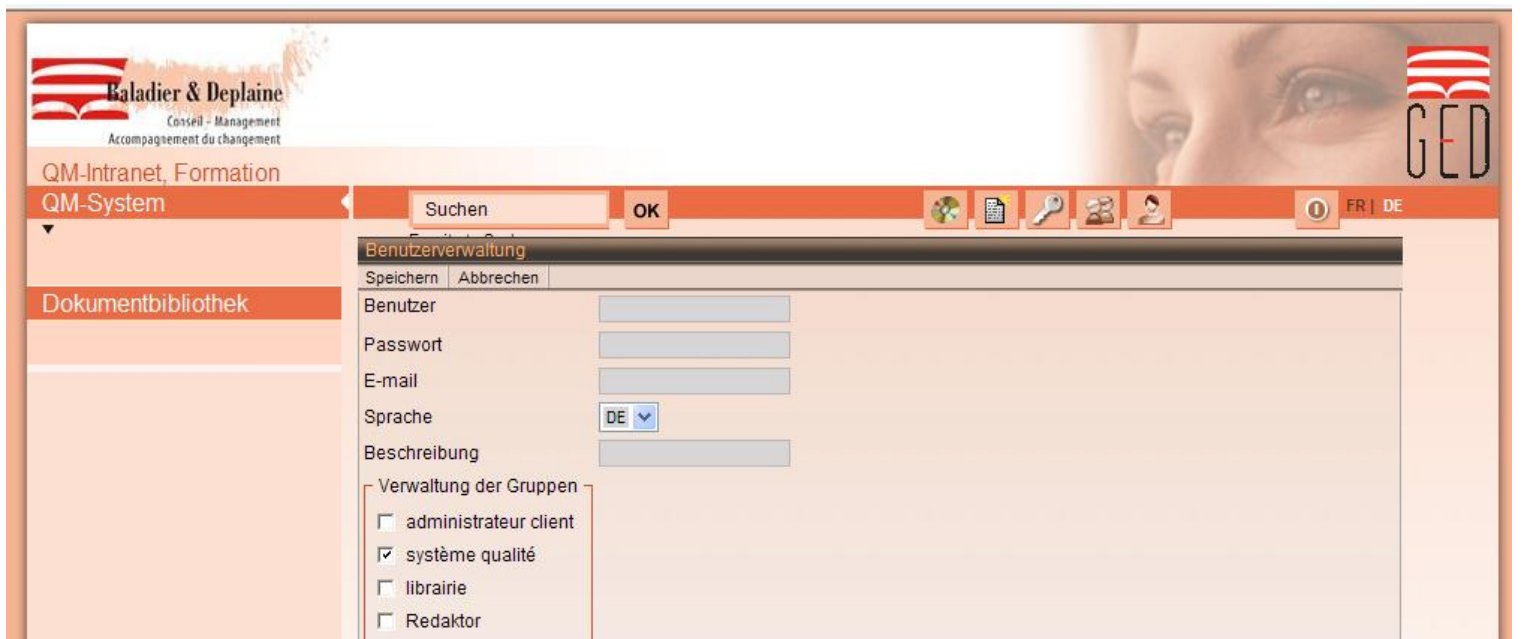 Baladier & Deplaine
Conseil - Management
Accompagnement du changement
GED
QM-Intranet, Formation
QM-System
Suchen
OK
FR | DE
Benutzerverwaltung
Speichern Abbrechen
Dokumentbibliothek
Benutzer
Passwort
E-mail
Sprache DE
Beschreibung
Verwaltung der Gruppen
administrateur client
système qualité
librairie
Redaktor